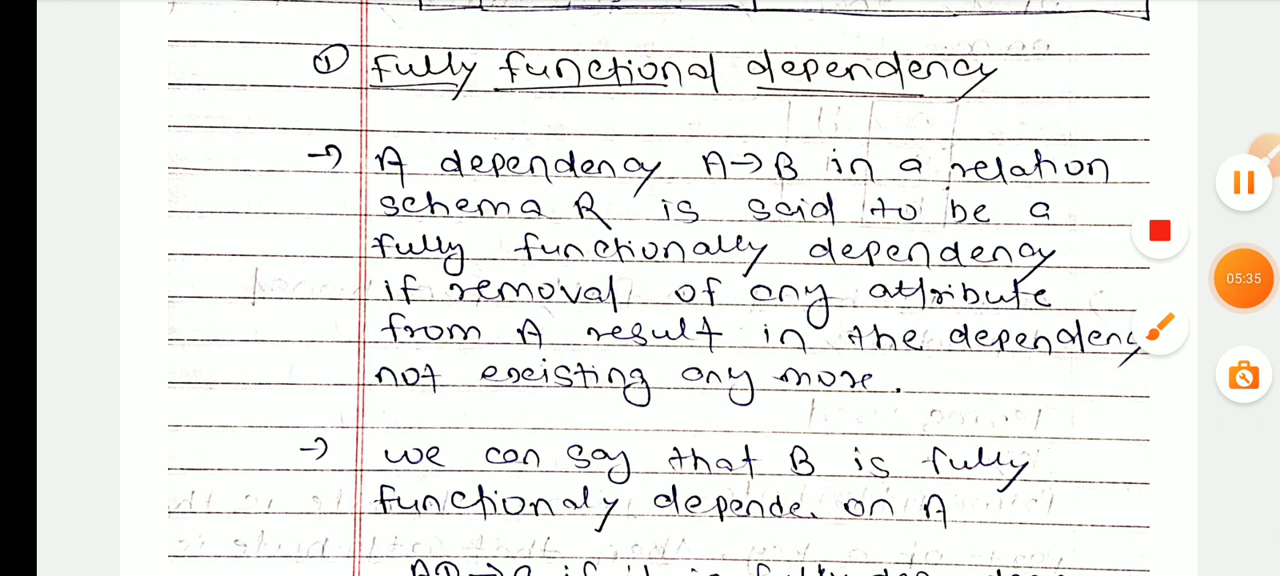 ① Fully functional dependency
→ A dependency A→B in a relation
schema R is said to be a
fully functionally dependency
if removal of any attribute
from A result in the dependency
not existing any more.
→ we can say that B is fully
functionaly depende. on A
05:35